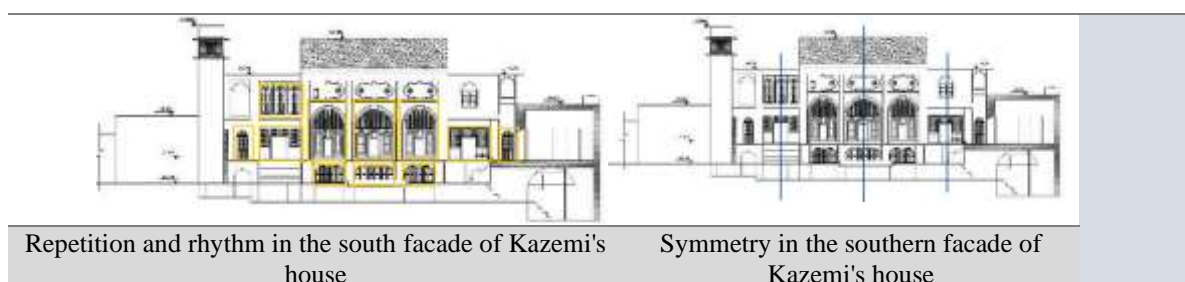 Repetition and rhythm in the south facade of Kazemi's
house
Symmetry in the southern facade of
Kazemi's house